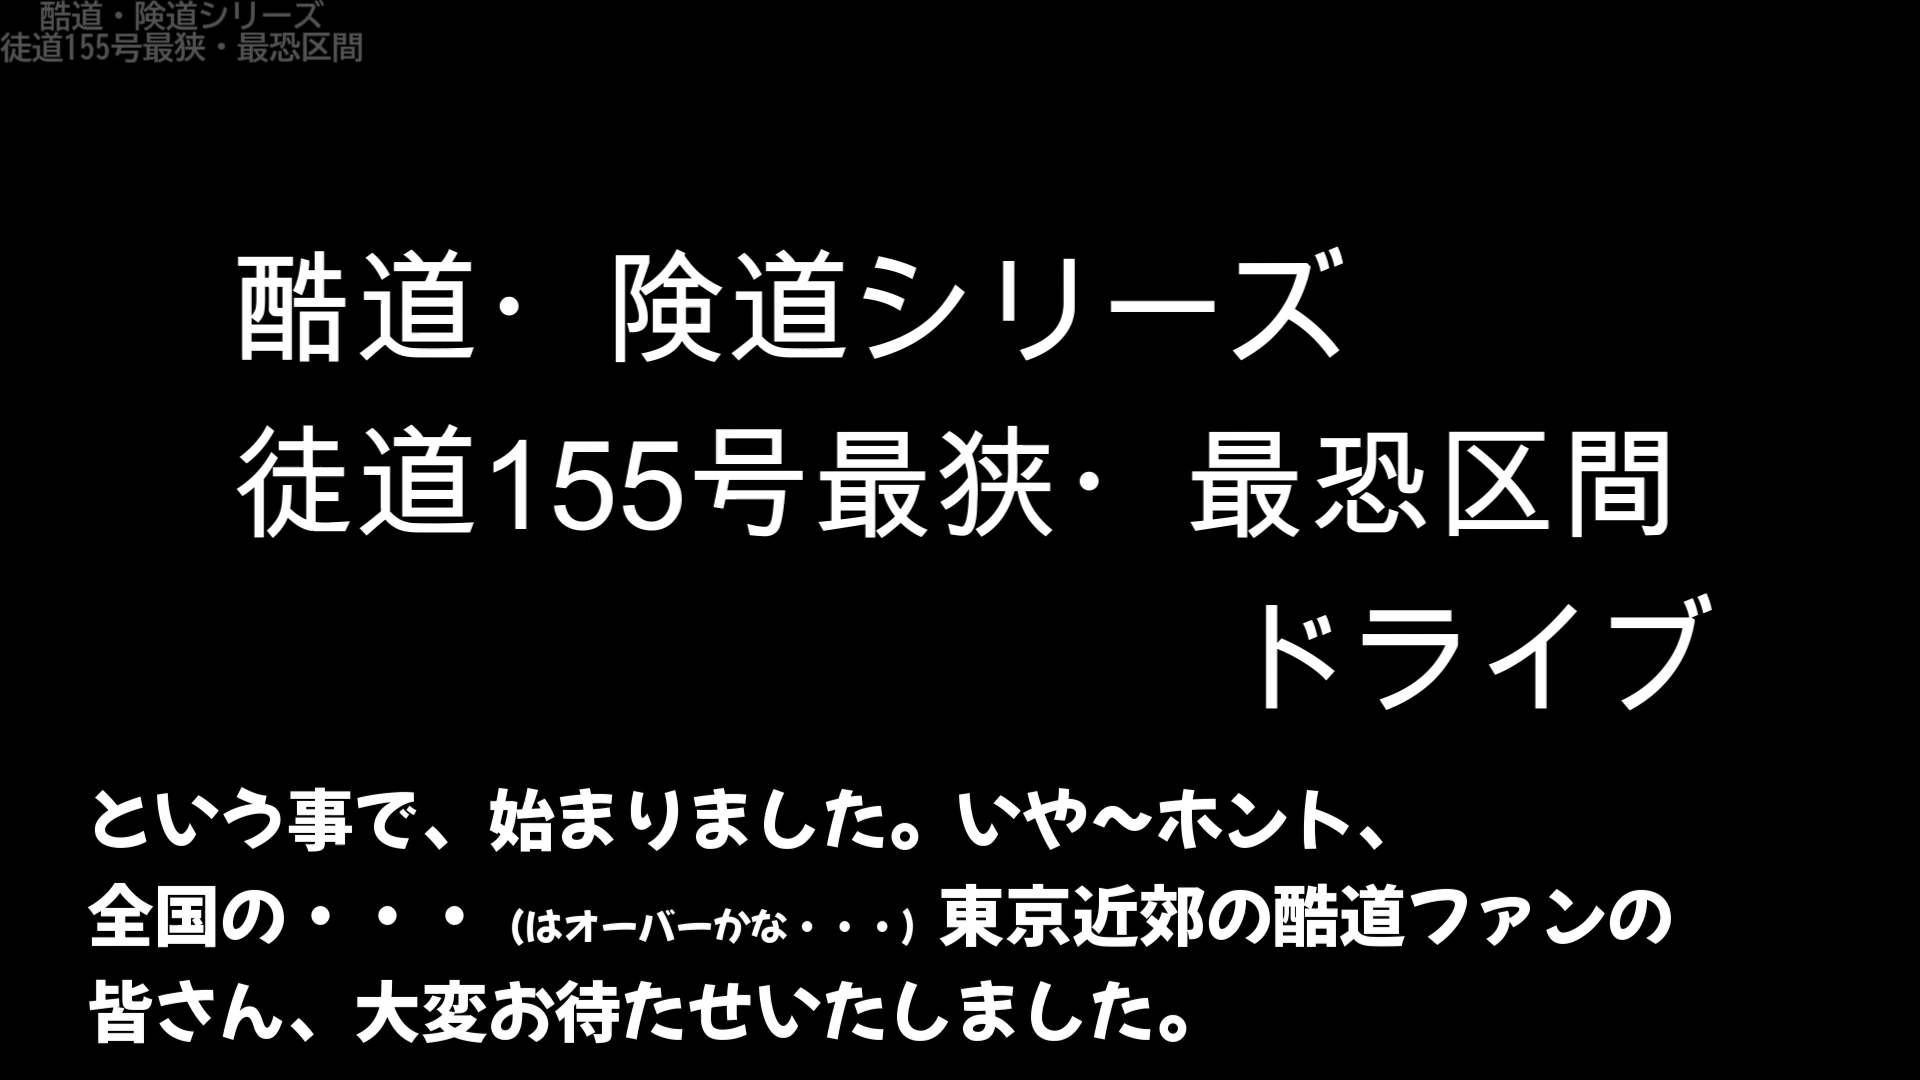 酷道・険道シリーズ
徒道155号最狭・最恐区間
酷道・険道シリーズ
徒道155号最狭・最恐区間
ドライブ
という事で、始まりました。いや～ホント、
全国の・・・（はオーバーかな・・・）東京近郊の酷道ファンの
皆さん、大変お待たせいたしました。